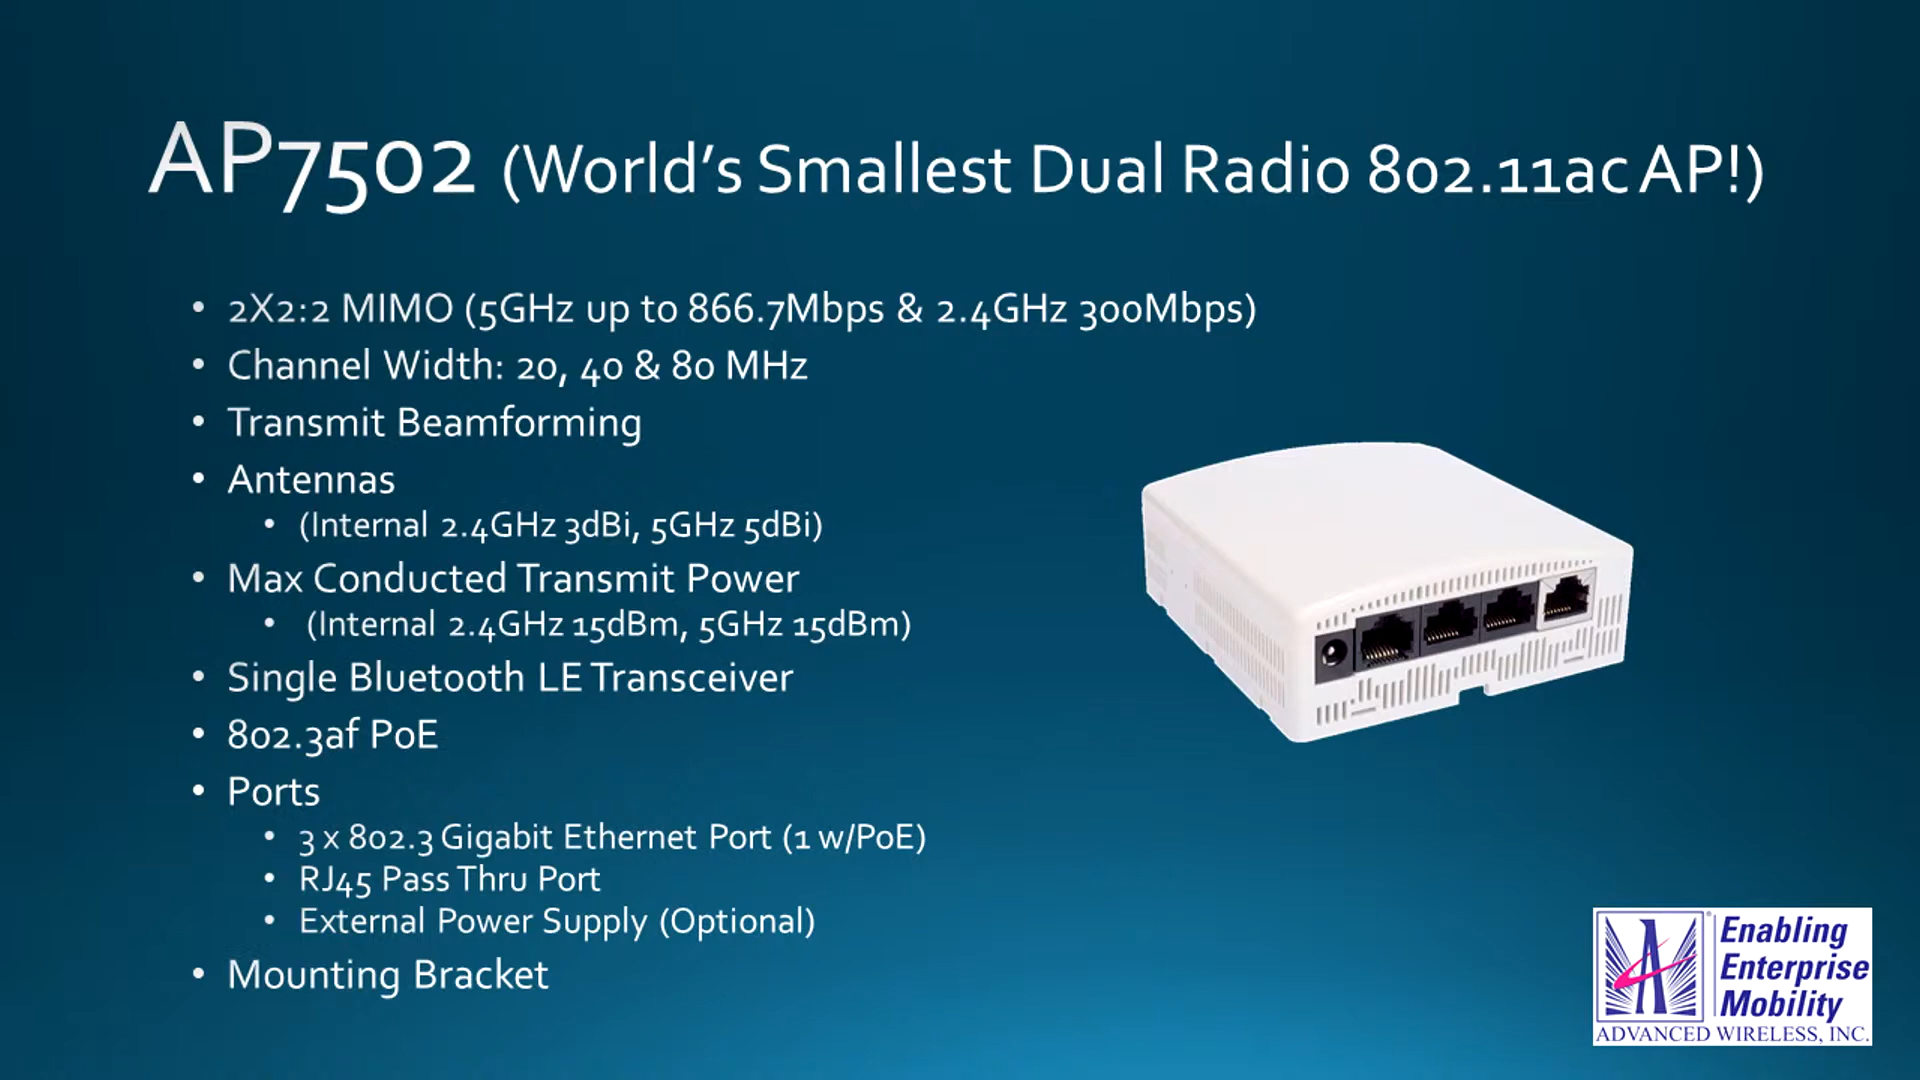 AP7502 (World's Smallest Dual Radio 802.11ac AP!)
• 2X2:2 MIMO (5GHz up to 866.7Mbps & 2.4GHz 300Mbps)
• Channel Width: 20, 40 & 80 MHz
• Transmit Beamforming
• Antennas
• (Internal 2.4GHz 3dBi, 5GHz 5dBi)
• Max Conducted Transmit Power
• (Internal 2.4GHz 15dBm, 5GHz 15dBm)
• Single Bluetooth LE Transceiver
• 802.3af PoE
• Ports
• 3 x 802.3 Gigabit Ethernet Port (1 w/PoE)
• RJ45 Pass Thru Port
• External Power Supply (Optional)
• Mounting Bracket
Enabling
Enterprise
Mobility
ADVANCED WIRELESS, INC.